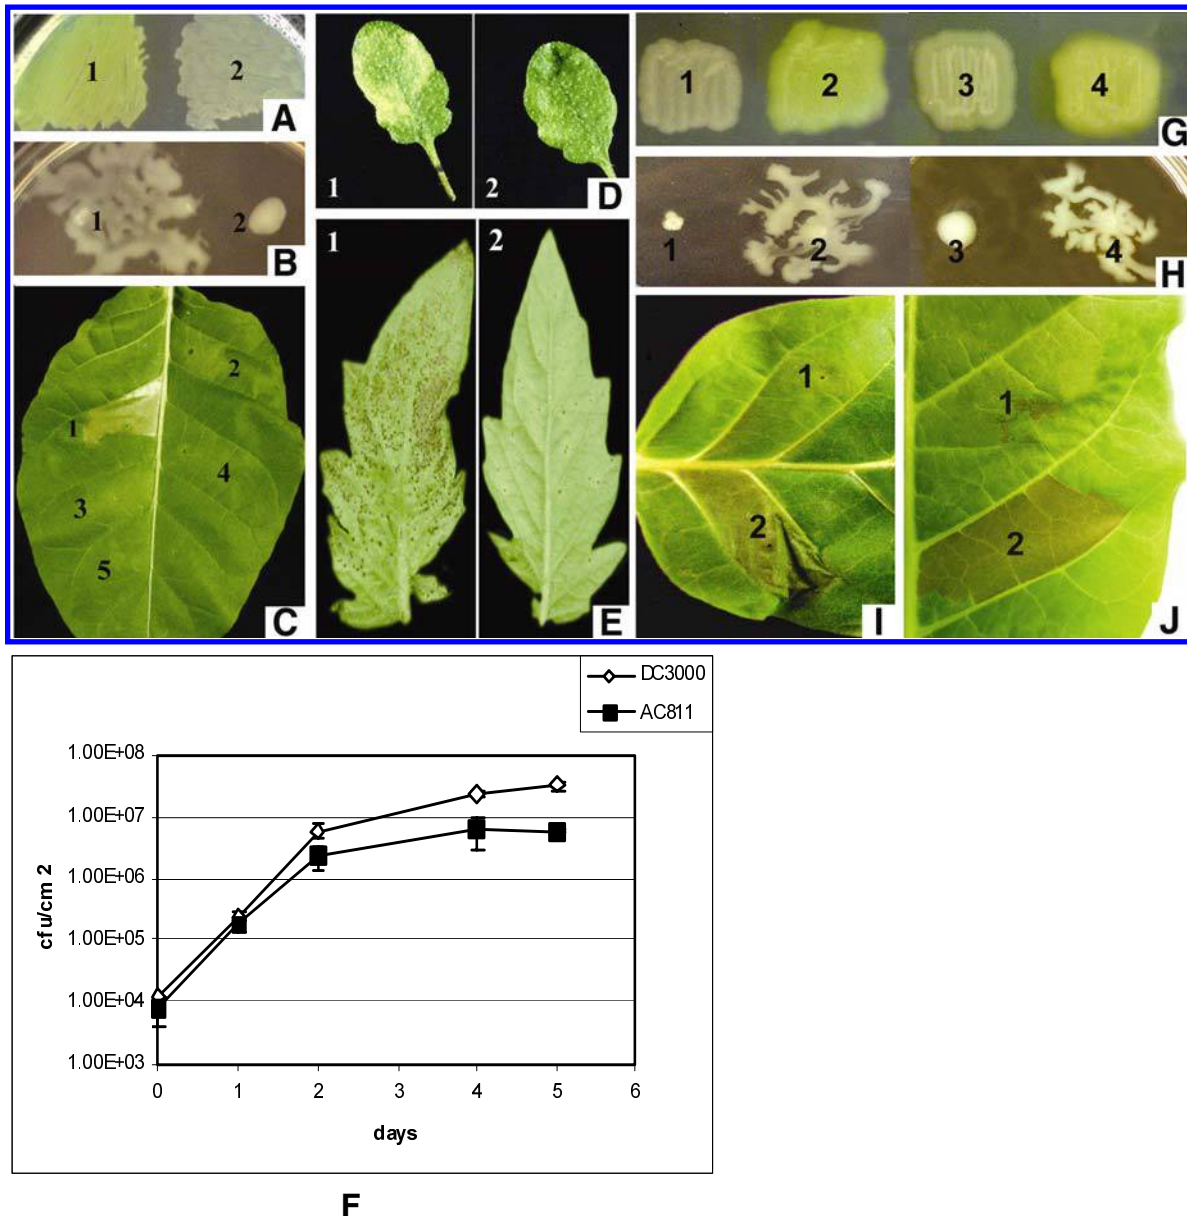 1 2 A
1 2 B
1 2 3 4 5 C
1 2 D
1 2 E
1 2 3 4 G
1 2 3 4 H
1 2 I
1 2 J
DC3000
AC811
1.00E+08
1.00E+07
1.00E+06
1.00E+05
1.00E+04
1.00E+03
cfu/cm 2
0 1 2 3 4 5 6
days
F